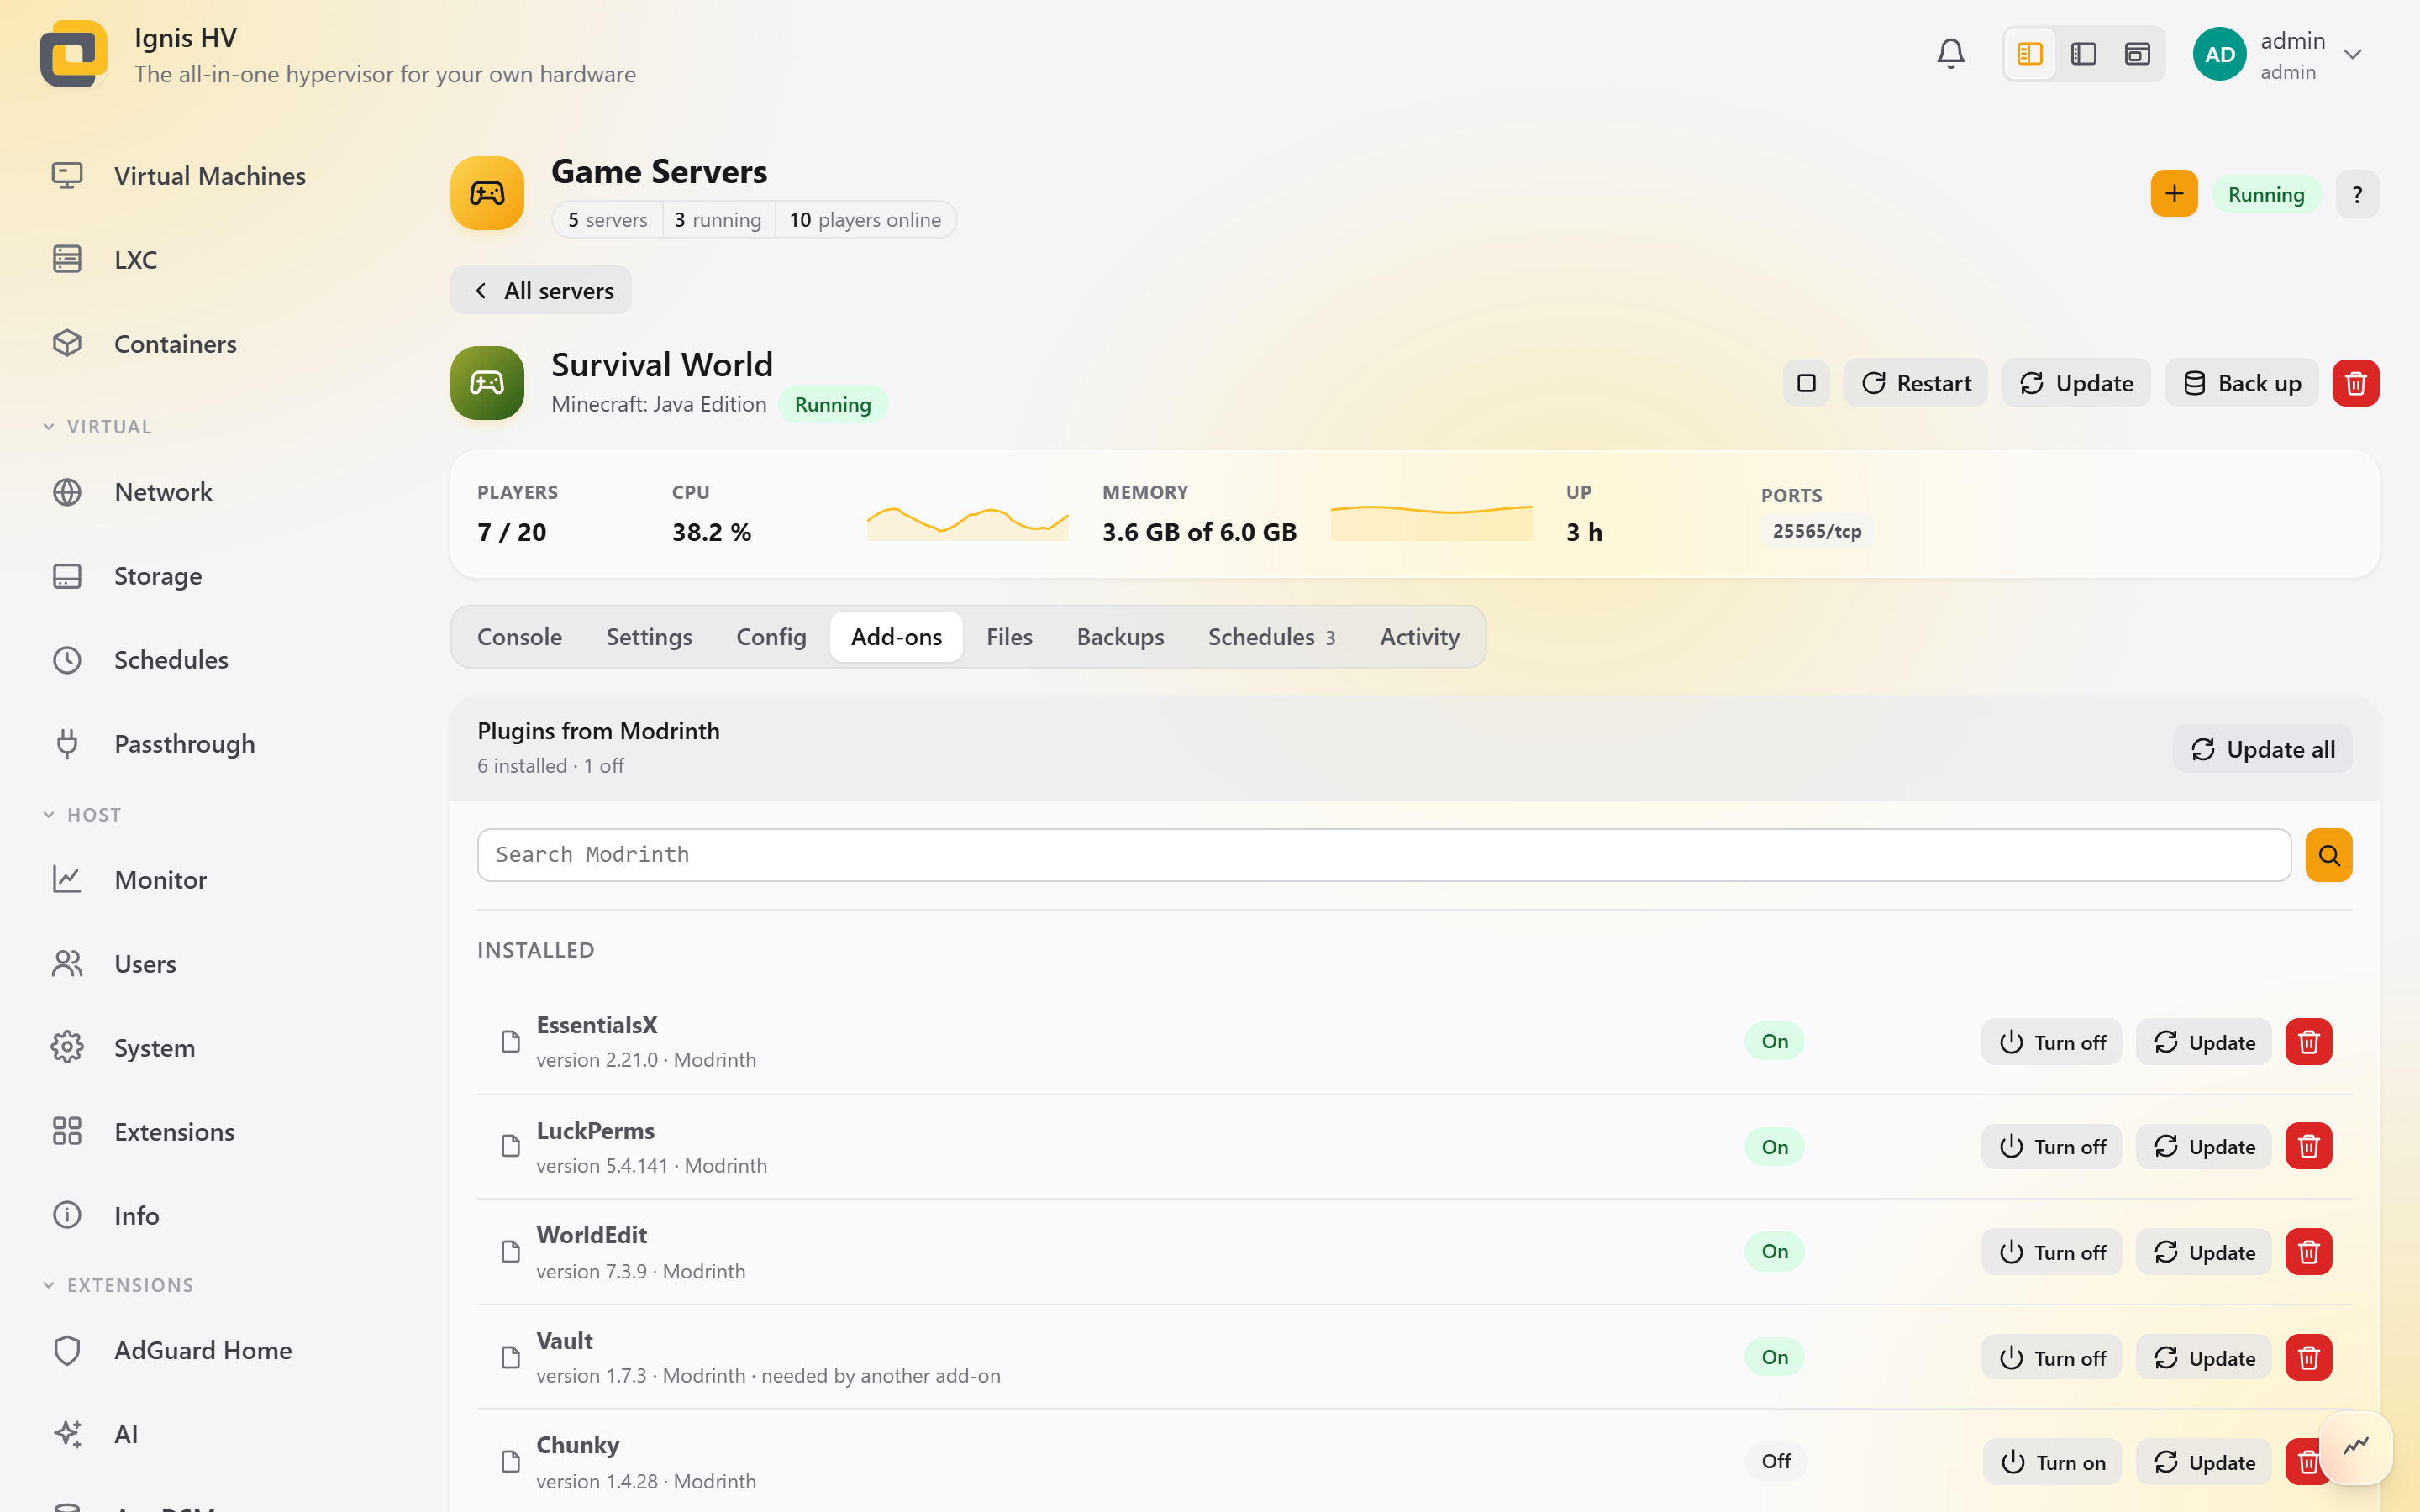 Ignis HV
The all-in-one hypervisor for your own hardware
AD
admin
admin
Virtual Machines
LXC
Containers
VIRTUAL
Network
Storage
Schedules
Passthrough
HOST
Monitor
Users
System
Extensions
Info
EXTENSIONS
AdGuard Home
AI
Game Servers
5 servers
3 running
10 players online
Running
?
All servers
Survival World
Minecraft: Java Edition
Running
Restart
Update
Back up
PLAYERS
7 / 20
CPU
38.2 %
MEMORY
3.6 GB of 6.0 GB
UP
3 h
PORTS
25565/tcp
Console
Settings
Config
Add-ons
Files
Backups
Schedules 3
Activity
Plugins from Modrinth
6 installed · 1 off
Update all
Search Modrinth
INSTALLED
EssentialsX
version 2.21.0 · Modrinth
On
Turn off
Update
LuckPerms
version 5.4.141 · Modrinth
On
Turn off
Update
WorldEdit
version 7.3.9 · Modrinth
On
Turn off
Update
Vault
version 1.7.3 · Modrinth · needed by another add-on
On
Turn off
Update
Chunky
version 1.4.28 · Modrinth
Off
Turn on
Update